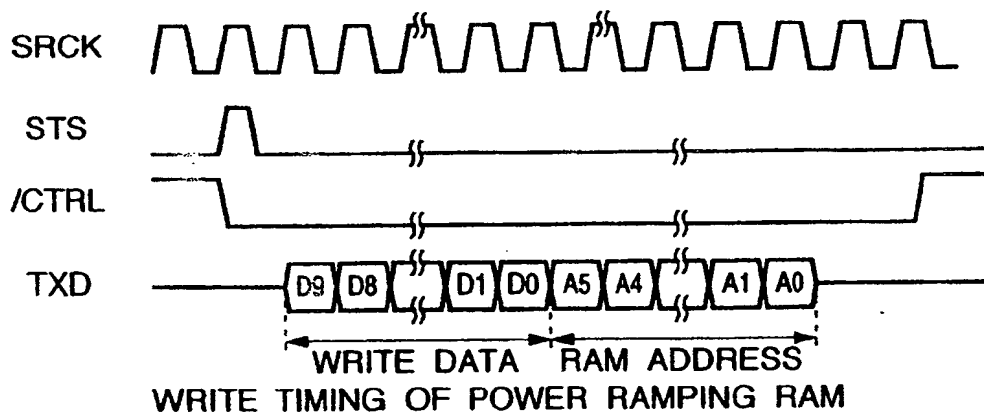 SRCK
STS
/CTRL
TXD D9 D8 D1 D0 A5 A4 A1 A0
WRITE DATA RAM ADDRESS
WRITE TIMING OF POWER RAMPING RAM